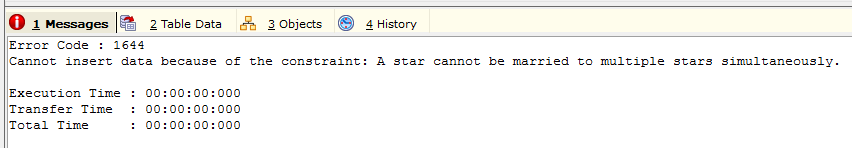 1 Messages 2 Table Data 3 Objects 4 History
Error Code : 1644
Cannot insert data because of the constraint: A star cannot be married to multiple stars simultaneously.
Execution Time : 00:00:00:000
Transfer Time : 00:00:00:000
Total Time : 00:00:00:000